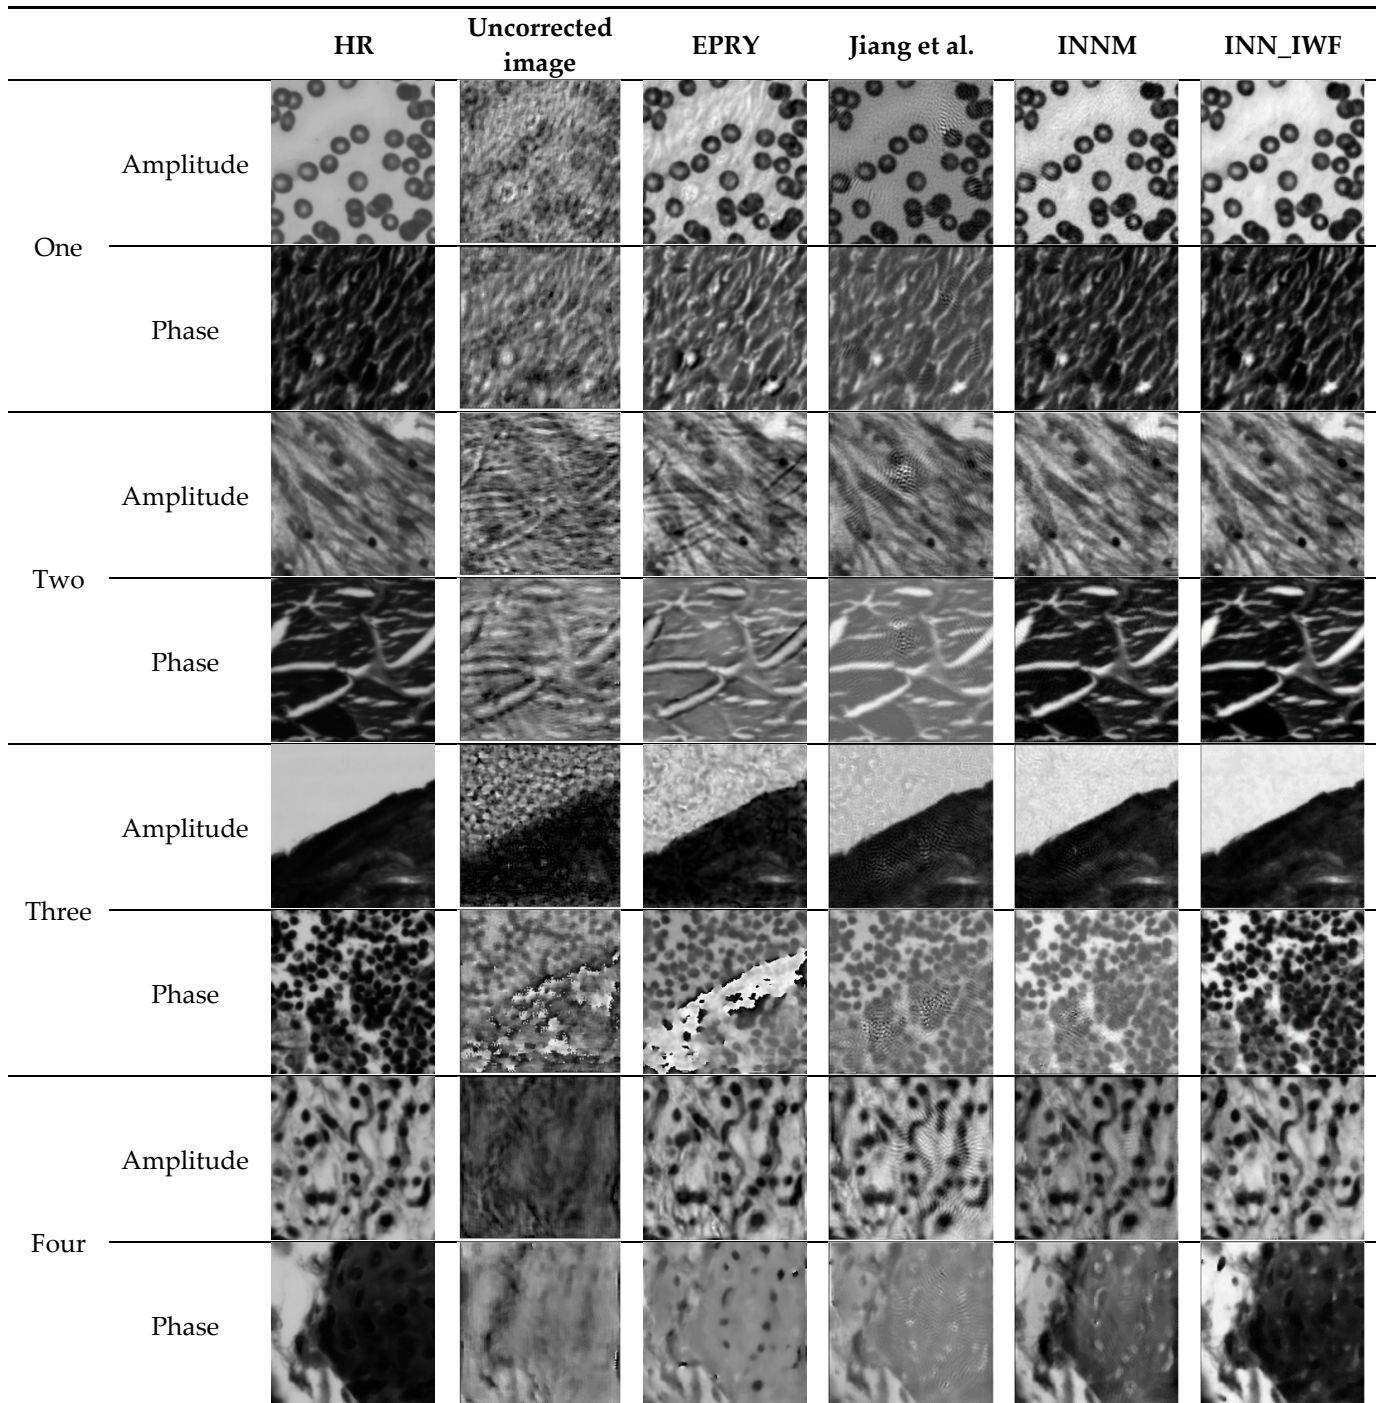 HR Uncorrected image EPRY Jiang et al. INNM INN_IWF
One
Amplitude
Phase
Two
Amplitude
Phase
Three
Amplitude
Phase
Four
Amplitude
Phase